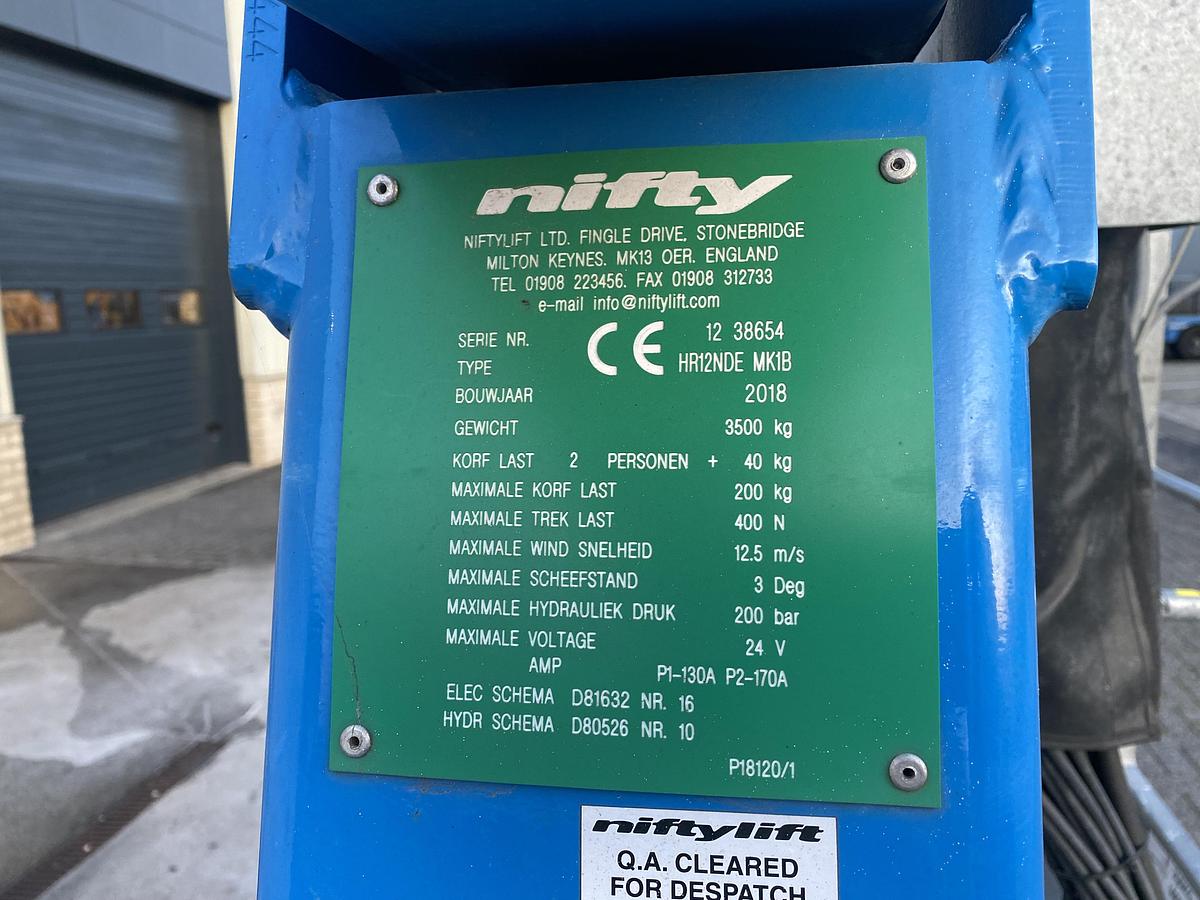 444
nifty
NIFTYLIFT LTD. FINGLE DRIVE, STONEBRIDGE
MILTON KEYNES. MK13 OER. ENGLAND
TEL 01908 223456. FAX 01908 312733
e-mail info@niftylift.com
SERIE NR. CE 12 38654
TYPE HR12NDE MK1B
BOUWJAAR 2018
GEWICHT 3500 kg
KORF LAST 2 PERSONEN + 40 kg
MAXIMALE KORF LAST 200 kg
MAXIMALE TREK LAST 400 N
MAXIMALE WIND SNELHEID 12.5 m/s
MAXIMALE SCHEEFSTAND 3 Deg
MAXIMALE HYDRAULIEK DRUK 200 bar
MAXIMALE VOLTAGE 24 V
AMP P1-130A P2-170A
ELEC SCHEMA D81632 NR. 16
HYDR SCHEMA D80526 NR. 10
P18120/1
niftylift
Q.A. CLEARED
FOR DESPATCH